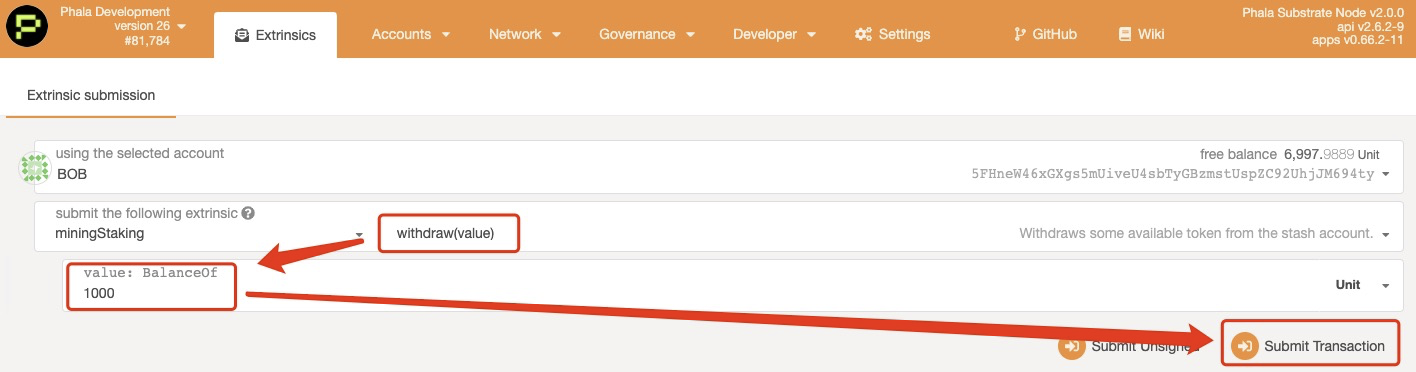 Phala Development
version 26
#81,784
Extrinsics
Accounts
Network
Governance
Developer
Settings
GitHub
Wiki
Phala Substrate Node v2.0.0
api v2.6.2-9
apps v0.66.2-11
Extrinsic submission
using the selected account
BOB
free balance 6,997.9889 Unit
5FHneW46xGXgs5mUiveU4sbTyGBzmstUspZC92UhjJM694ty
submit the following extrinsic
miningStaking
withdraw(value)
Withdraws some available token from the stash account.
value: BalanceOf
1000
Unit
Submit Unsigned
Submit Transaction